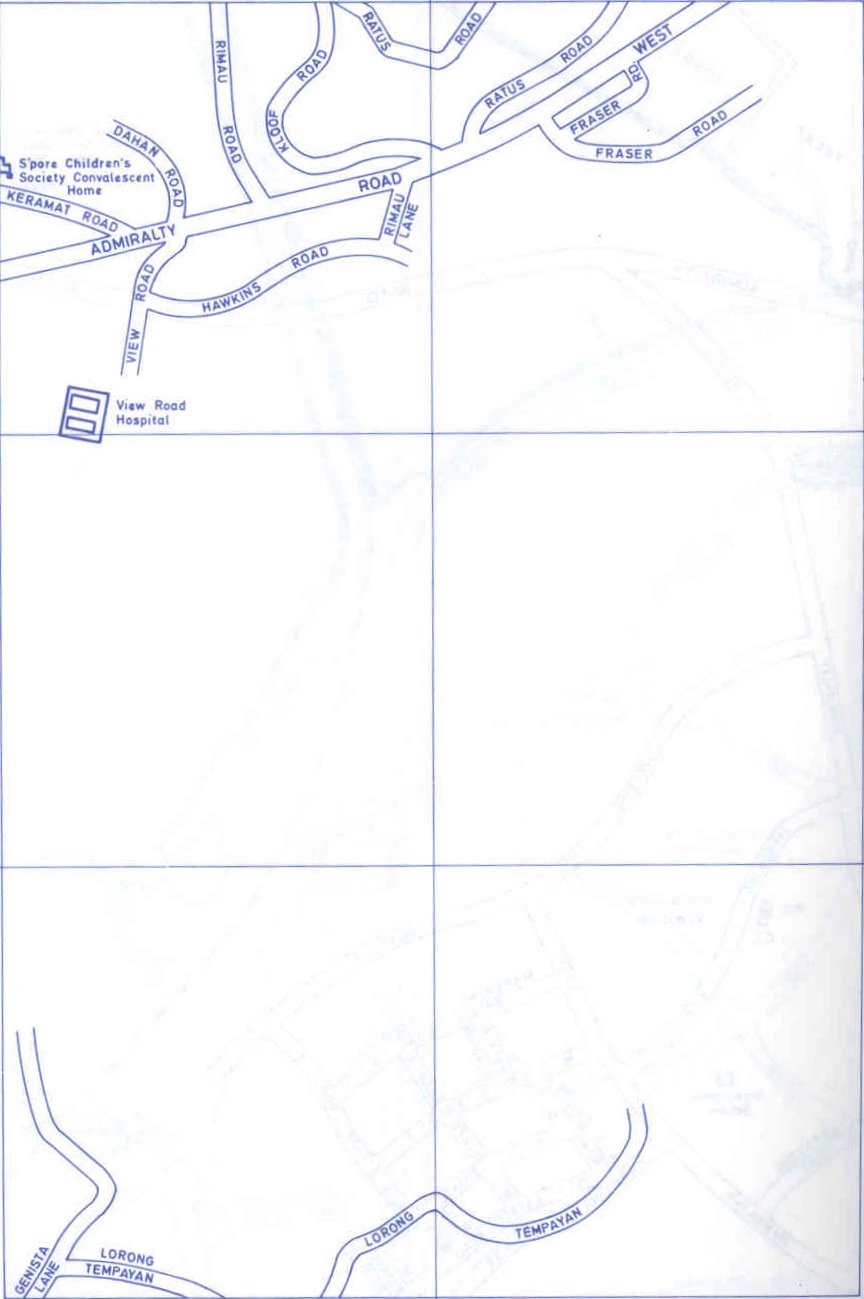 RATUS
ROAD
RIMAU
ROAD
KLOOF
ROAD
RATUS
ROAD
WEST
FRASER
RD.
FRASER
ROAD
DAHAN
ROAD
S'pore Children's
Society Convalescent
Home
KERAMAT ROAD
ADMIRALTY
ROAD
RIMAU
LANE
HAWKINS
ROAD
VIEW
ROAD
View Road
Hospital
GENISTA
LANE
LORONG
TEMPAYAN
LORONG
TEMPAYAN